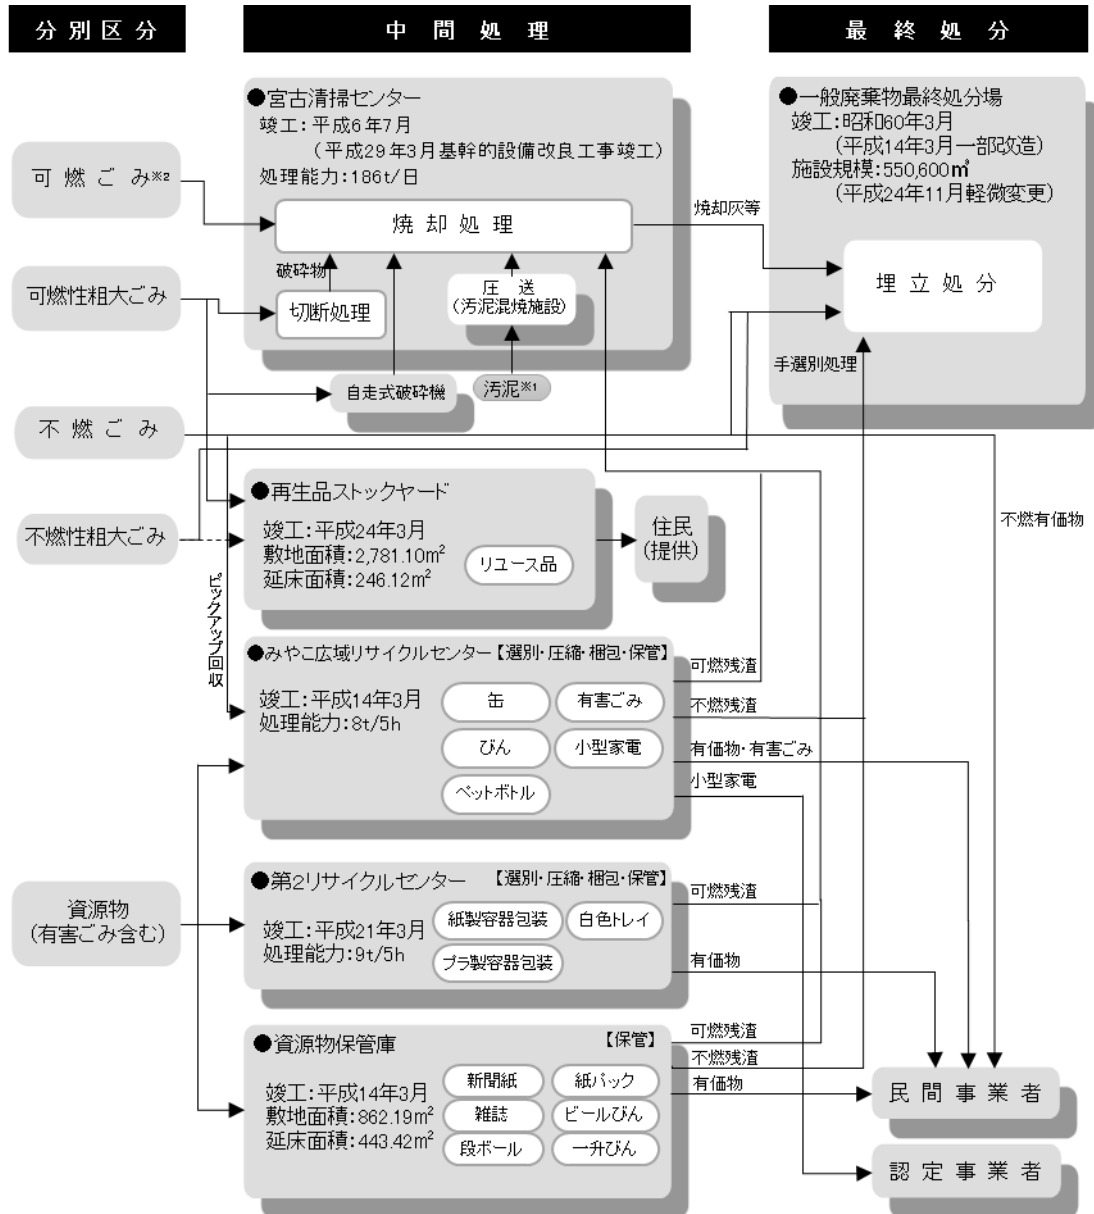 分別区分
中間処理
最終処分
●宮古清掃センター
竣工:平成6年7月
(平成29年3月基幹的設備改良工事竣工)
処理能力:186t/日
焼却処理
破砕物
切断処理
圧送
(汚泥混焼施設)
自走式破砕機
汚泥※1
●一般廃棄物最終処分場
竣工:昭和60年3月
(平成14年3月一部改造)
施設規模:550,600㎥
(平成24年11月軽微変更)
焼却灰等
埋立処分
手選別処理
可燃ごみ※2
可燃性粗大ごみ
不燃ごみ
不燃性粗大ごみ
ピックアップ回収
●再生品ストックヤード
竣工:平成24年3月
敷地面積:2,781.10m²
延床面積:246.12m²
リユース品
住民
(提供)
不燃有価物
●みやこ広域リサイクルセンター【選別・圧縮・梱包・保管】
竣工:平成14年3月
処理能力:8t/5h
缶
有害ごみ
びん
小型家電
ペットボトル
可燃残渣
不燃残渣
有価物・有害ごみ
小型家電
資源物
(有害ごみ含む)
●第2リサイクルセンター 【選別・圧縮・梱包・保管】
竣工:平成21年3月
処理能力:9t/5h
紙製容器包装
白色トレイ
プラ製容器包装
可燃残渣
有価物
●資源物保管庫 【保管】
竣工:平成14年3月
敷地面積:862.19m²
延床面積:443.42m²
新聞紙
紙パック
雑誌
ビールびん
段ボール
一升びん
可燃残渣
不燃残渣
有価物
民間事業者
認定事業者